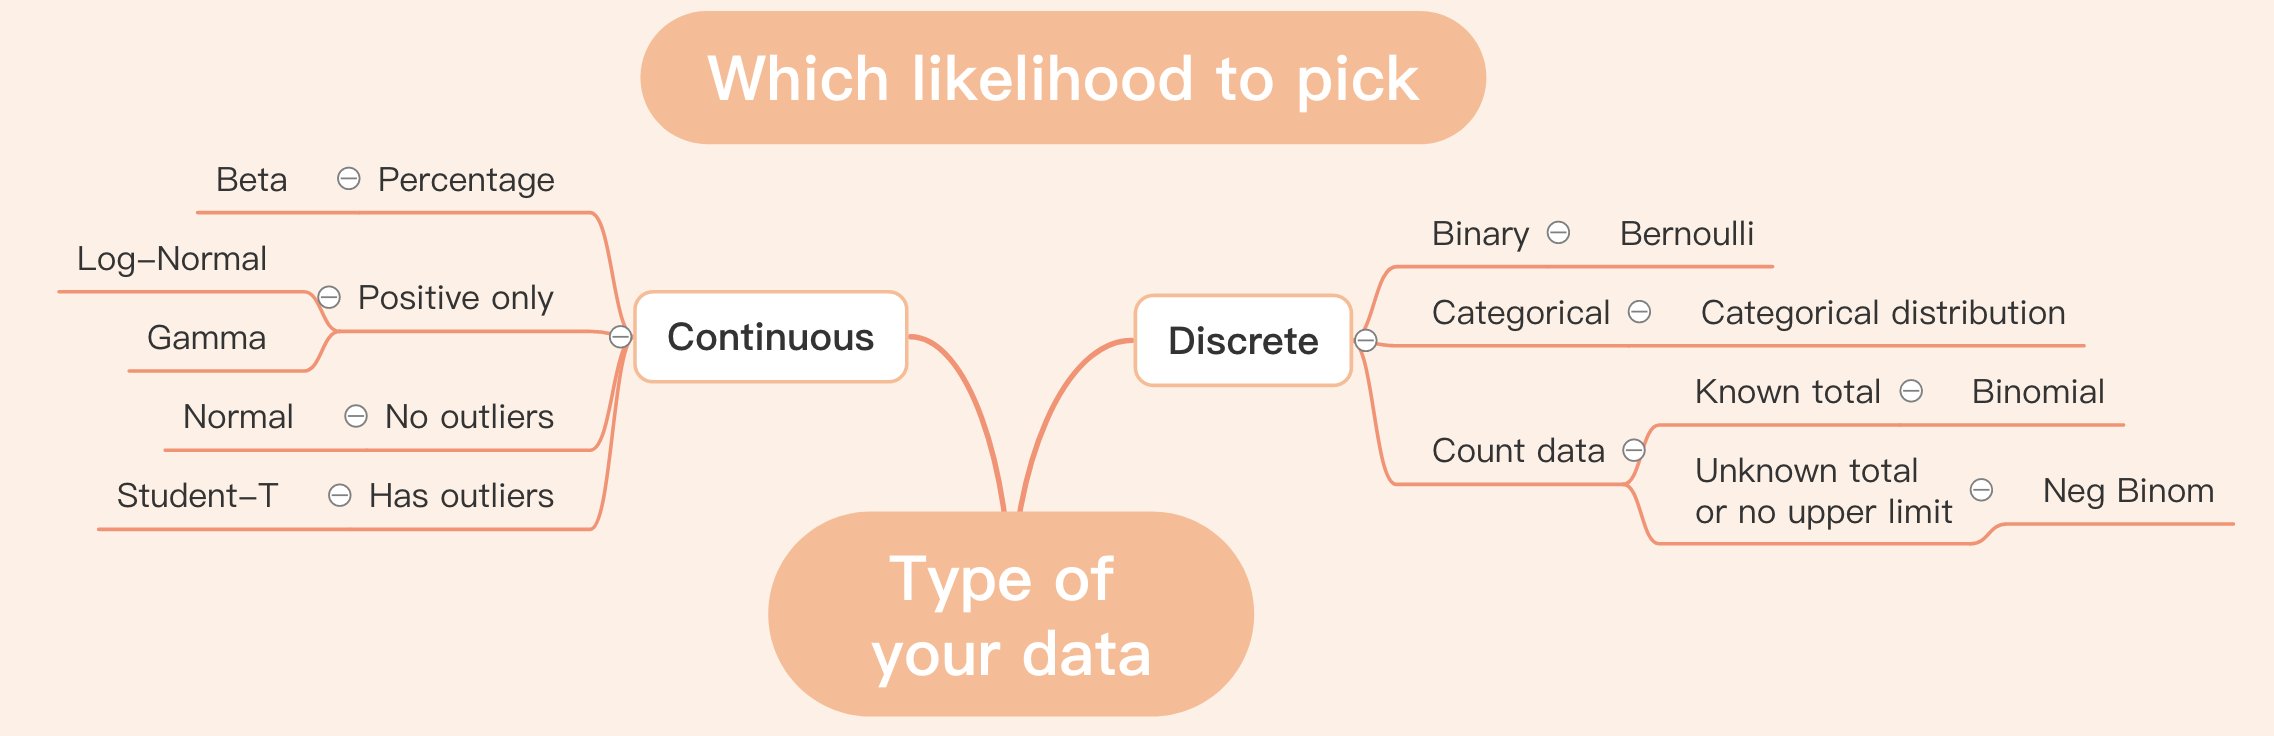 Which likelihood to pick
Beta
Percentage
Log-Normal
Gamma
Positive only
Normal
No outliers
Student-T
Has outliers
Continuous
Discrete
Binary
Bernoulli
Categorical
Categorical distribution
Count data
Known total
Binomial
Unknown total
or no upper limit
Neg Binom
Type of
your data